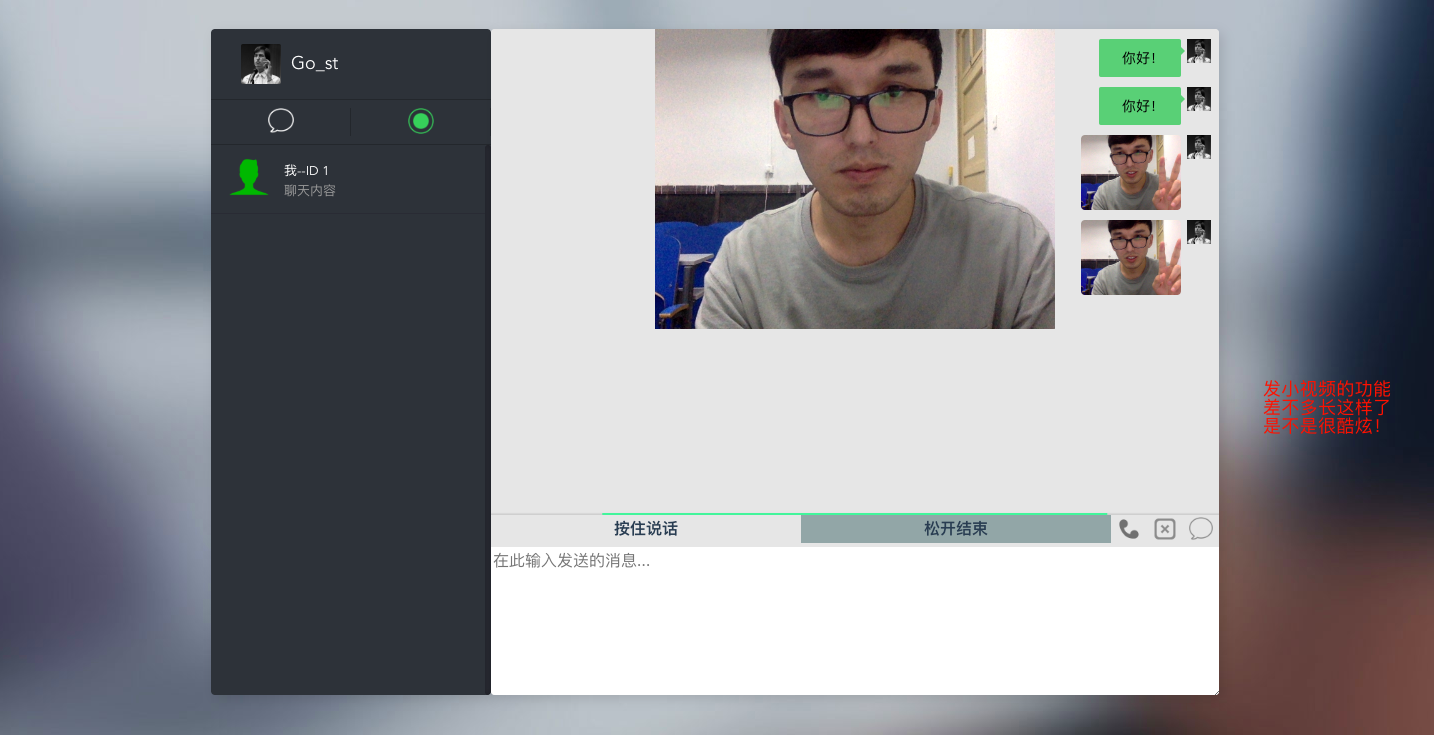 Go_st
我--ID 1
聊天内容
你好！
你好！
按住说话
松开结束
在此输入发送的消息...
发小视频的功能
差不多长这样了
是不是很酷炫！